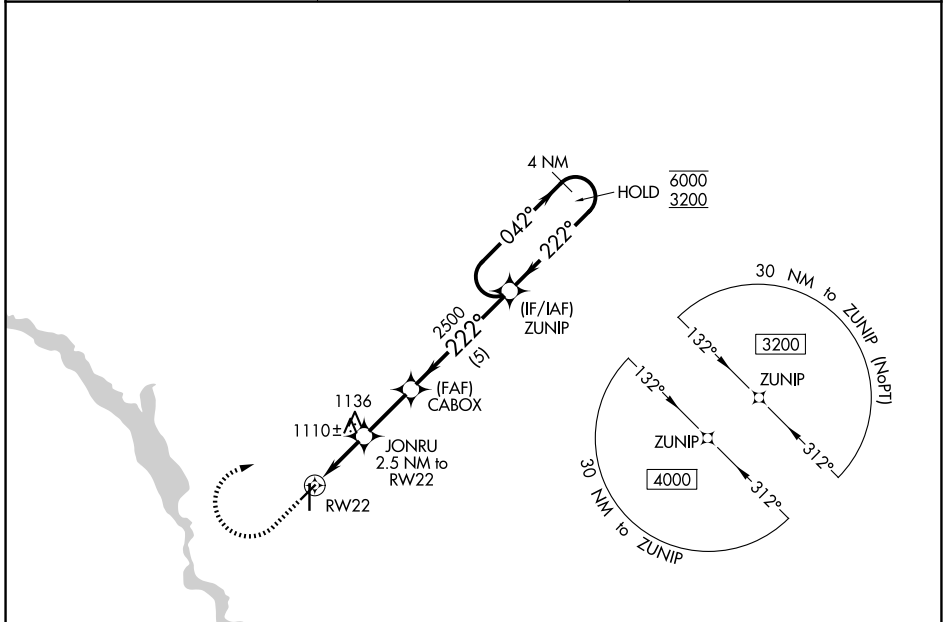 4 NM
HOLD
6000
3200
042°
222°
(IF/IAF)
ZUNIP
2500
222°
(5)
(FAF)
CABOX
1136
1110±
JONRU
2.5 NM to
RW22
RW22
30 NM to ZUNIP (NoPT)
132°
3200
ZUNIP
312°
132°
ZUNIP
4000
312°
30 NM to ZUNIP